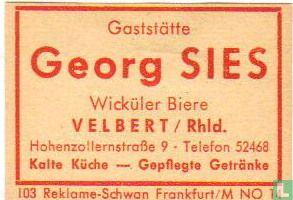 Gaststätte
Georg SIES
Wicküler Biere
VELBERT / Rhld.
Hohenzollernstraße 9 - Telefon 52468
Kalte Küche — Gepflegte Getränke
103 Reklame-Schwan Frankfurt/M NO